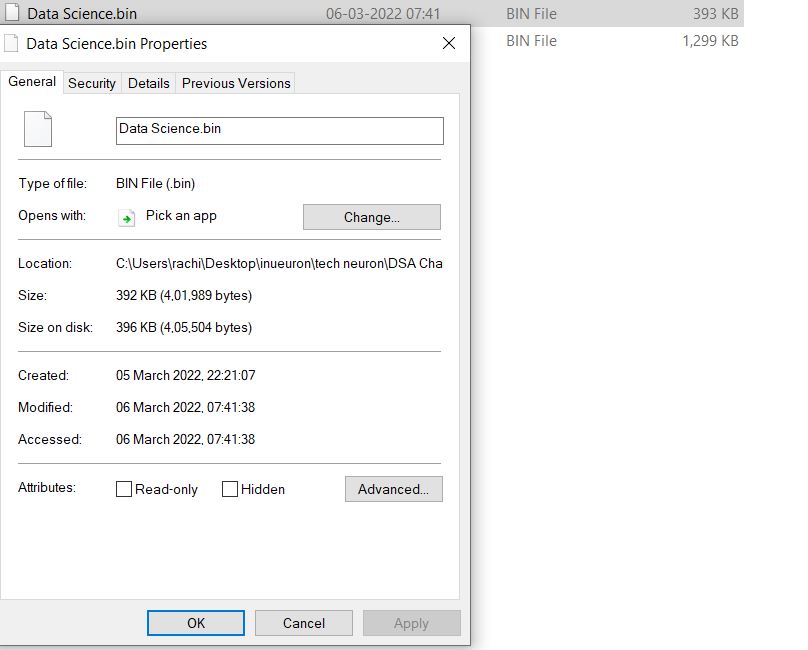 Data Science.bin 06-03-2022 07:41 BIN File 393 KB
BIN File 1,299 KB
Data Science.bin Properties
General Security Details Previous Versions
Data Science.bin
Type of file: BIN File (.bin)
Opens with: Pick an app Change...
Location: C:\Users\rachi\Desktop\inueuron\tech neuron\DSA Cha
Size: 392 KB (4,01,989 bytes)
Size on disk: 396 KB (4,05,504 bytes)
Created: 05 March 2022, 22:21:07
Modified: 06 March 2022, 07:41:38
Accessed: 06 March 2022, 07:41:38
Attributes: Read-only Hidden Advanced...
OK Cancel Apply